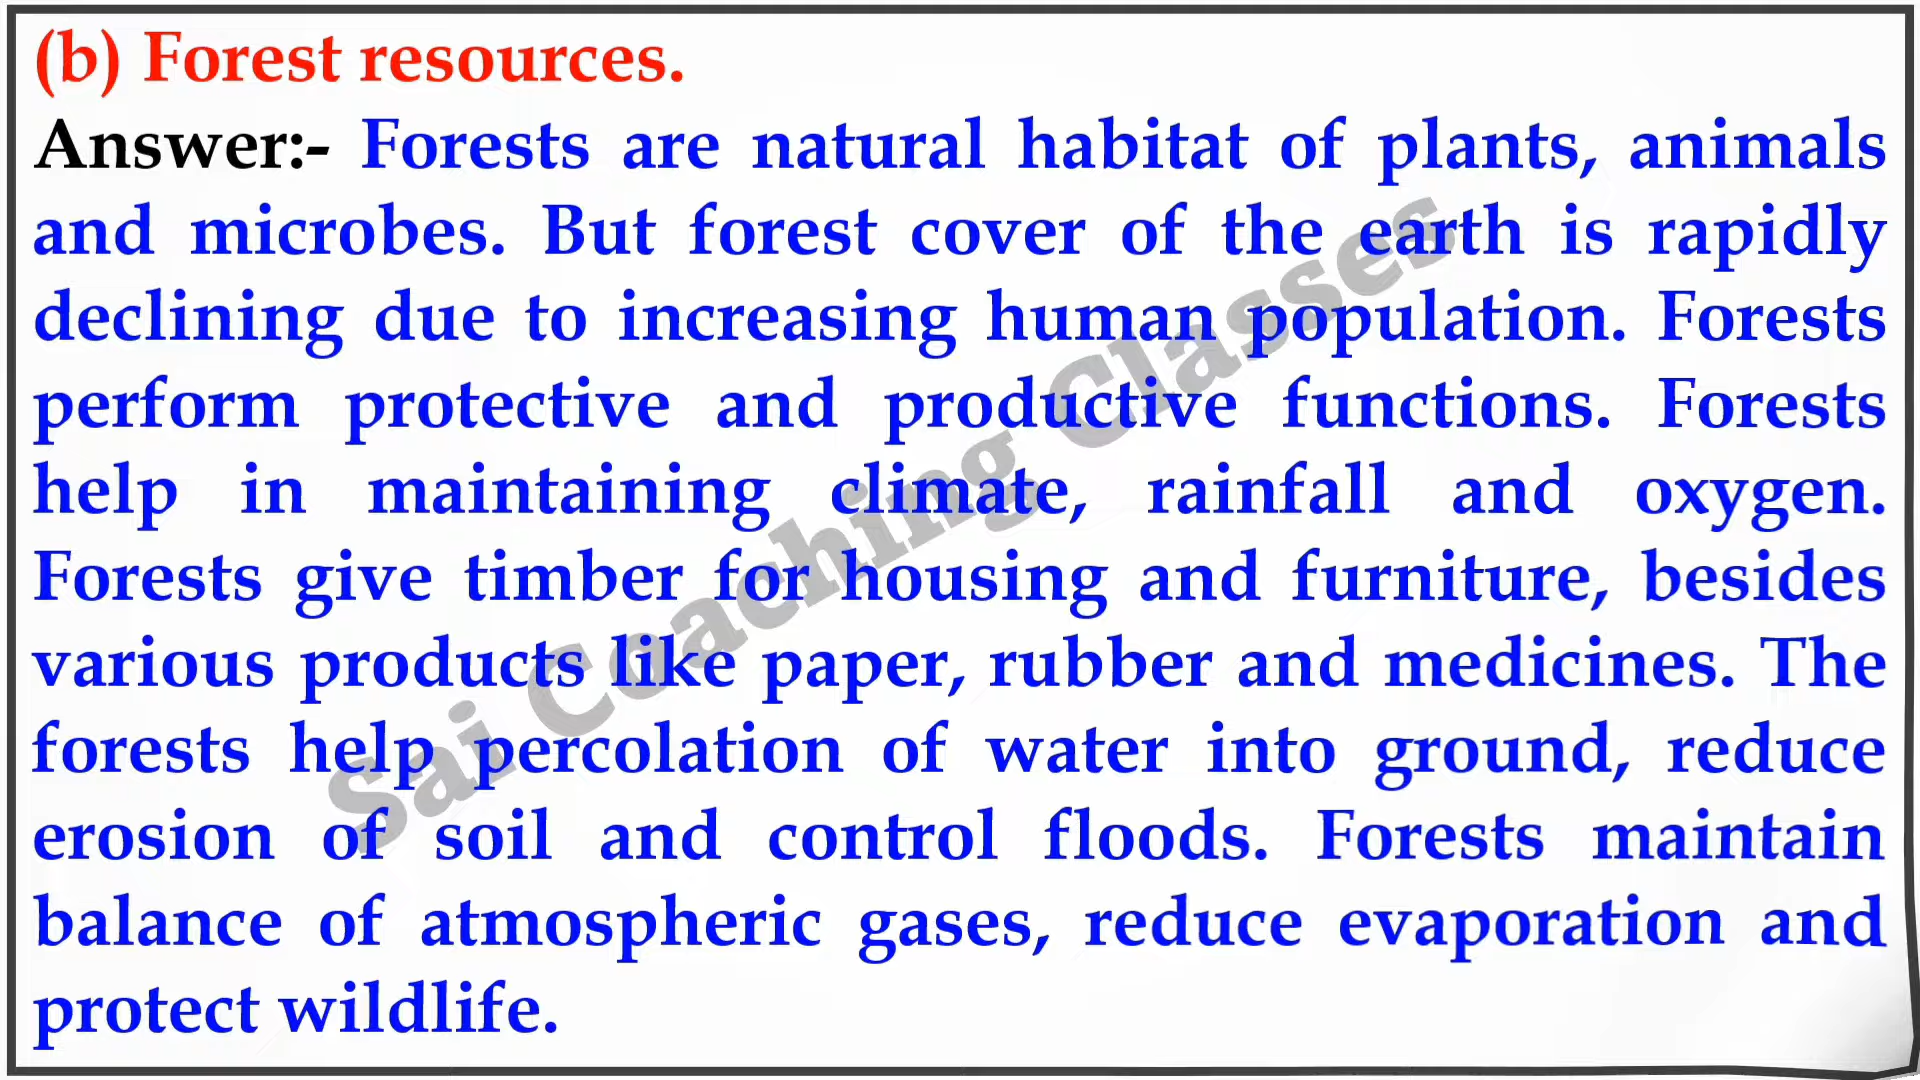 (b) Forest resources.
Answer:- Forests are natural habitat of plants, animals
and microbes. But forest cover of the earth is rapidly
declining due to increasing human population. Forests
perform protective and productive functions. Forests
help in maintaining climate, rainfall and oxygen.
Forests give timber for housing and furniture, besides
various products like paper, rubber and medicines. The
forests help percolation of water into ground, reduce
erosion of soil and control floods. Forests maintain
balance of atmospheric gases, reduce evaporation and
protect wildlife.
Sai Coaching Classes